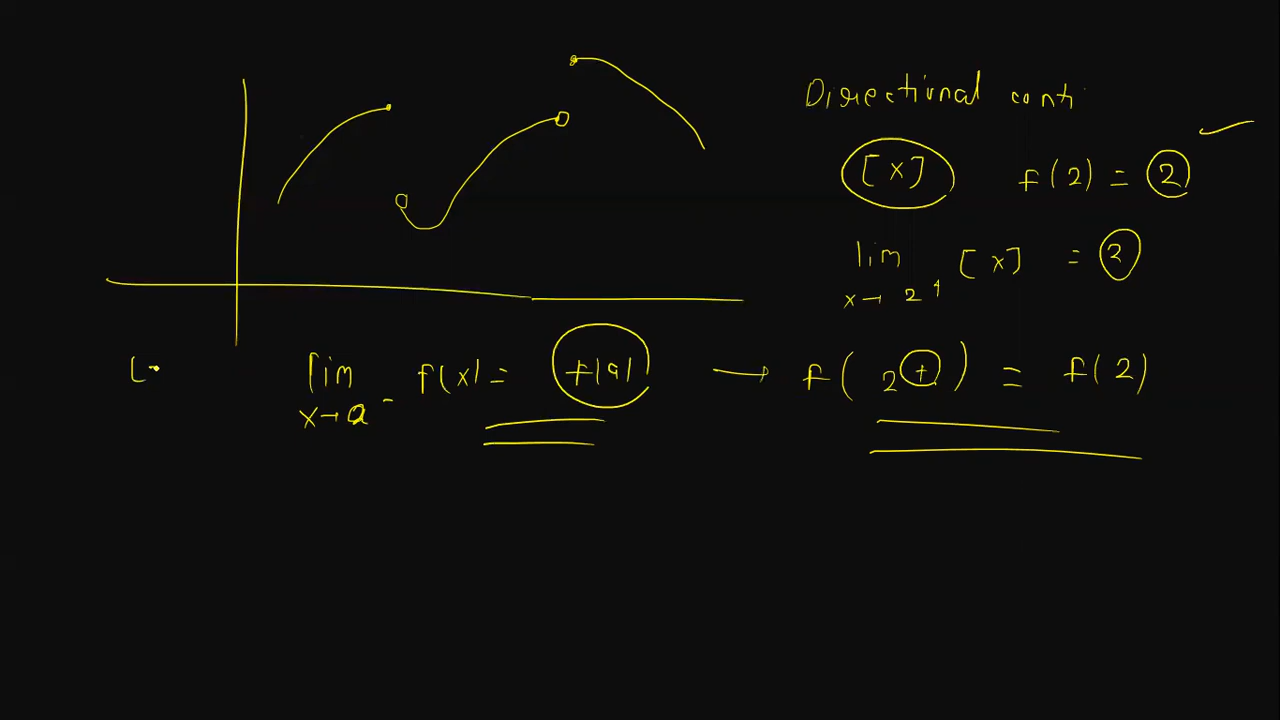 Directional conti
[x] f(2) = 2
lim [x] = 2
x→ 2+
lim f(x) = f(a) → f(2+) = f(2)
x→a-